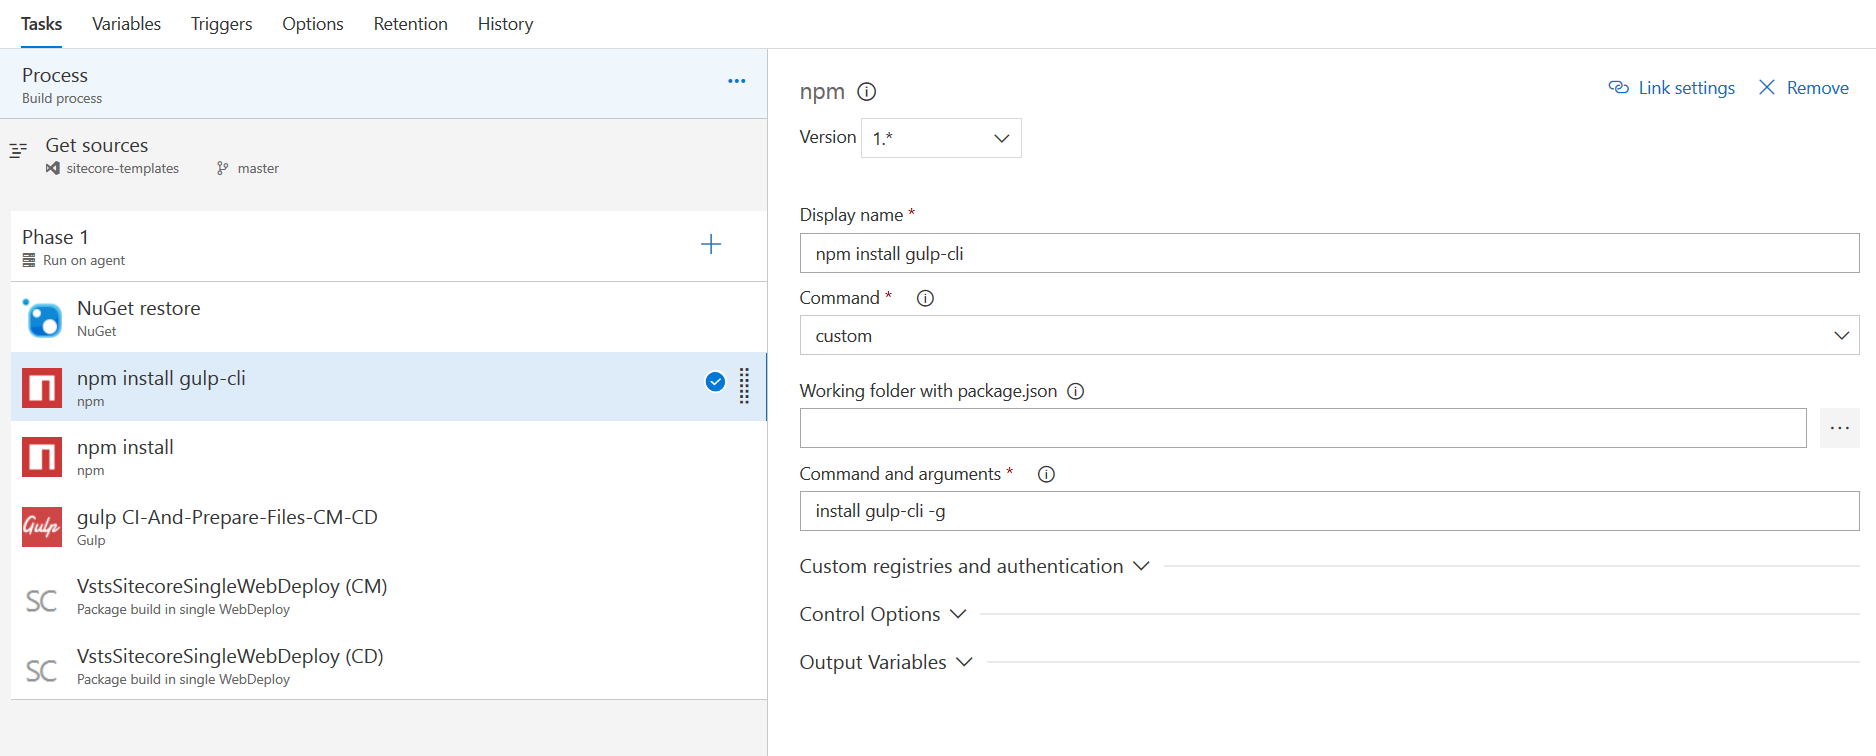 Tasks Variables Triggers Options Retention History
Process
Build process
Get sources
sitecore-templates master
Phase 1
Run on agent
NuGet restore
NuGet
npm install gulp-cli
npm
npm install
npm
Gulp
gulp CI-And-Prepare-Files-CM-CD
Gulp
SC
VstsSitecoreSingleWebDeploy (CM)
Package build in single WebDeploy
SC
VstsSitecoreSingleWebDeploy (CD)
Package build in single WebDeploy
npm
Link settings Remove
Version 1.*
Display name *
npm install gulp-cli
Command *
custom
Working folder with package.json
Command and arguments *
install gulp-cli -g
Custom registries and authentication
Control Options
Output Variables